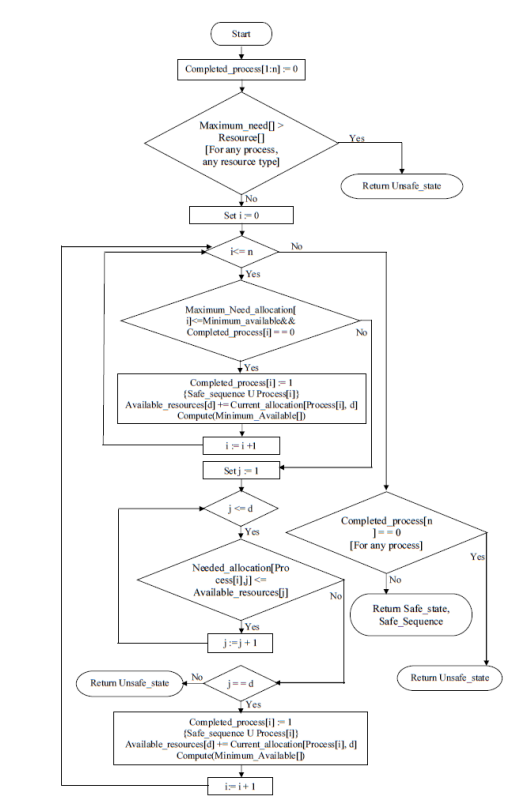 Start
Completed_process[1:n] := 0
Maximum_need[] >
Resource[]
[For any process,
any resource type]
Yes
Return Unsafe_state
No
Set i := 0
i<= n
No
Yes
Maximum_Need_allocation[
i]<=Minimum_available&&
Completed_process[i] = = 0
No
Yes
Completed_process[i] := 1
{Safe_sequence U Process[i]}
Available_resources[d] += Current_allocation[Process[i], d]
Compute(Minimum_Available[])
i := i +1
Set j := 1
j <= d
Yes
Needed_allocation[Pro
cess[i],j] <=
Available_resources[j]
No
Yes
j := j + 1
Completed_process[n
] = = 0
[For any process]
Yes
No
Return Safe_state,
Safe_Sequence
Return Unsafe_state
Return Unsafe_state
No
j = = d
Yes
Completed_process[i] := 1
{Safe_sequence U Process[i]}
Available_resources[d] += Current_allocation[Process[i], d]
Compute(Minimum_Available[])
i:= i + 1